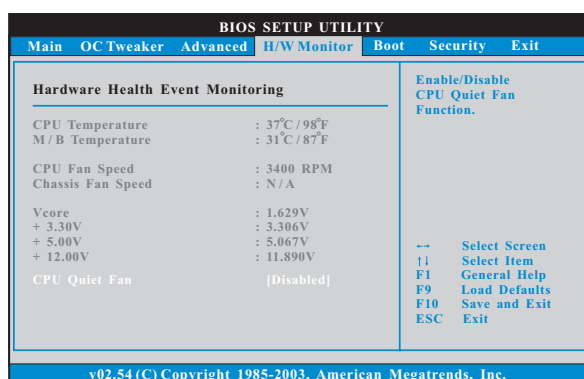 BIOS SETUP UTILITY
Main OC Tweaker Advanced H/W Monitor Boot Security Exit
Hardware Health Event Monitoring
CPU Temperature : 37°C / 98°F
M / B Temperature : 31°C / 87°F
CPU Fan Speed : 3400 RPM
Chassis Fan Speed : N / A
Vcore : 1.629V
+ 3.30V : 3.306V
+ 5.00V : 5.067V
+ 12.00V : 11.890V
CPU Quiet Fan [Disabled]
Enable/Disable
CPU Quiet Fan
Function.
←→ Select Screen
↑↓ Select Item
F1 General Help
F9 Load Defaults
F10 Save and Exit
ESC Exit
v02.54 (C) Copyright 1985-2003, American Megatrends, Inc.